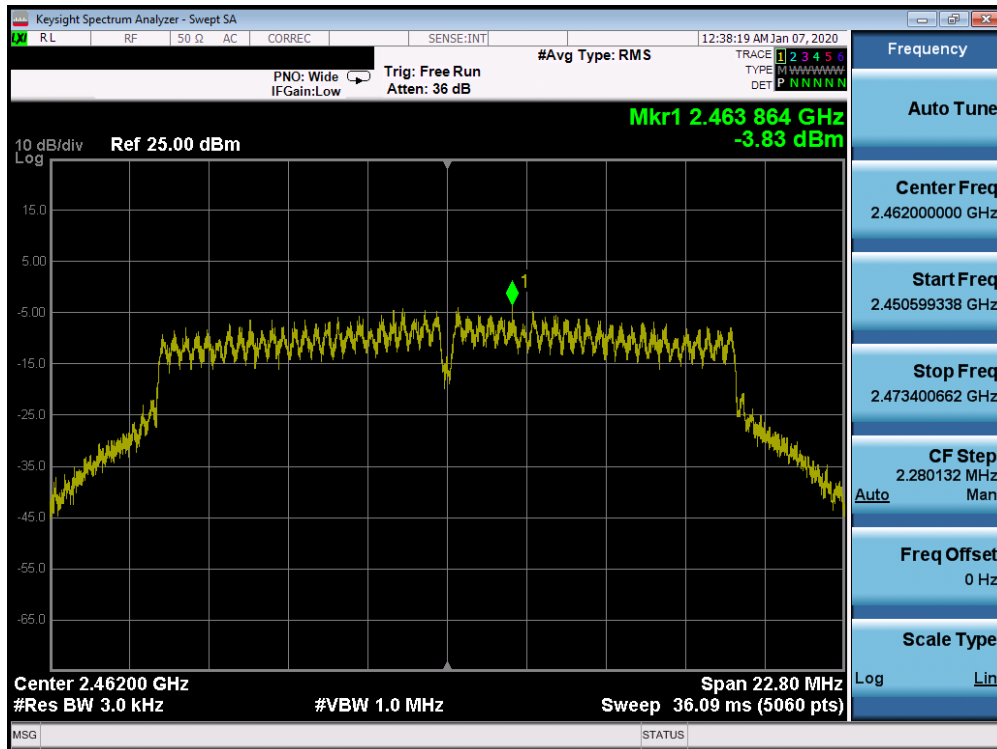 Keysight Spectrum Analyzer - Swept SA
LXI RL RF 50 Ω AC CORREC SENSE:INT 12:38:19 AM Jan 07, 2020
#Avg Type: RMS TRACE 1 2 3 4 5 6
PNO: Wide Trig: Free Run TYPE M WWWWW
IFGain:Low Atten: 36 dB DET P N N N N N
Mkr1 2.463 864 GHz
-3.83 dBm
10 dB/div Ref 25.00 dBm
Log
15.0
5.00
1
-5.00
-15.0
-25.0
-35.0
-45.0
-55.0
-65.0
Center 2.46200 GHz Span 22.80 MHz
#Res BW 3.0 kHz #VBW 1.0 MHz Sweep 36.09 ms (5060 pts)
MSG STATUS
Frequency
Auto Tune
Center Freq
2.462000000 GHz
Start Freq
2.450599338 GHz
Stop Freq
2.473400662 GHz
CF Step
2.280132 MHz
Auto Man
Freq Offset
0 Hz
Scale Type
Log Lin